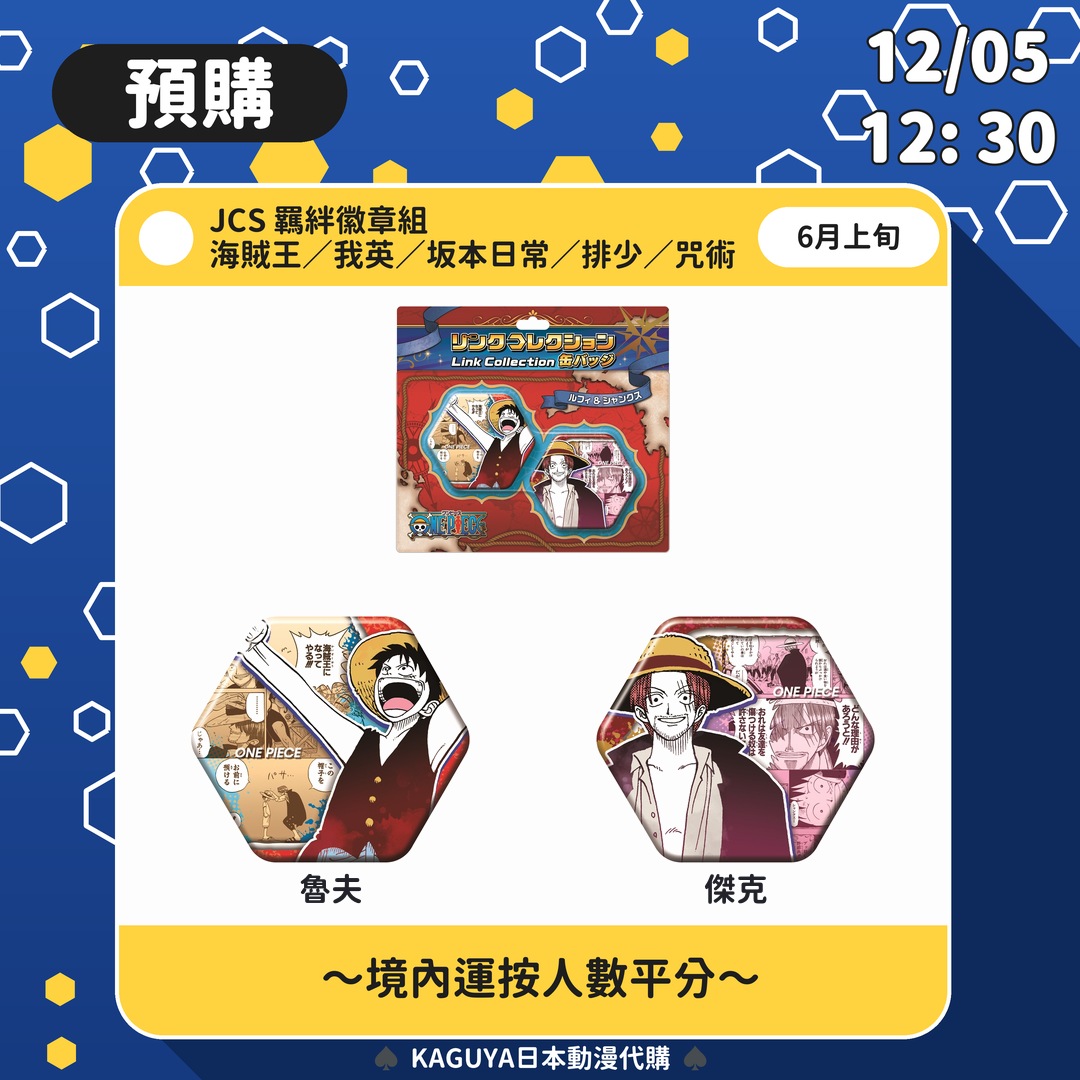 預購
12/05
12: 30
JCS 羈絆徽章組
海賊王／我英／坂本日常／排少／咒術
6月上旬
リンクコレクション
Link Collection 缶バッジ
ルフィ & シャンクス
ONE PIECE
海賊王に
なって
やる!!!
ONE PIECE
じゃあ…
この
帽子を
お前に
預ける
パサ…
ONE PIECE
どんな理由が
あろうと!!
おれは友達を
傷つける奴は
許さない
魯夫
傑克
～境內運按人數平分～
KAGUYA日本動漫代購